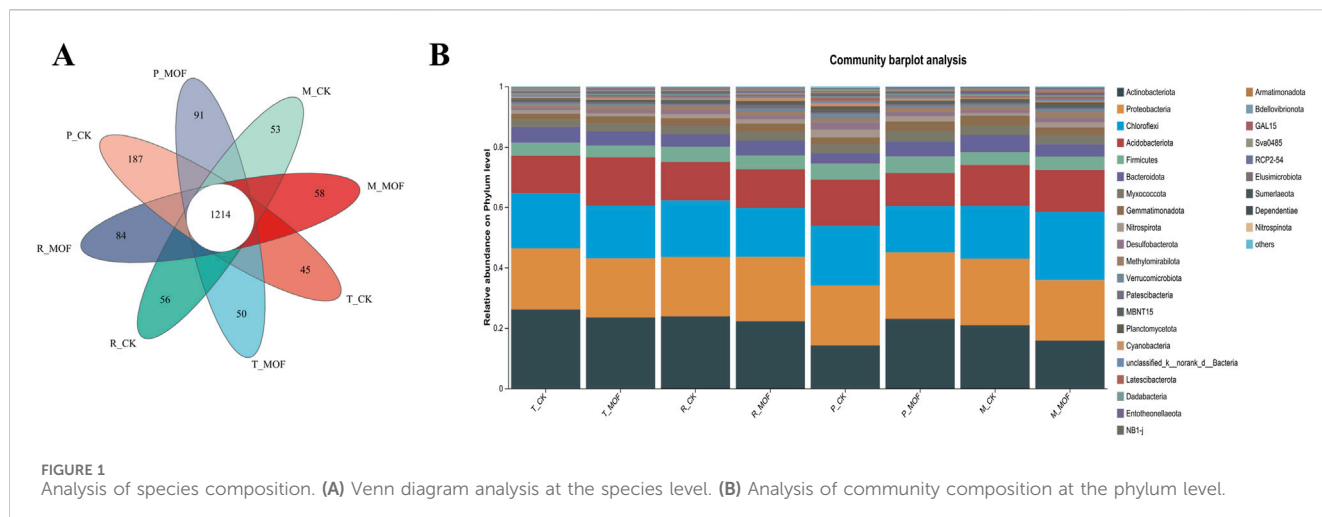 A
P_MOF
M_CK
P_CK
91
53
187
M_MOF
58
1214
84
R_MOF
45
56
50
T_CK
R_CK
T_MOF
B
Community barplot analysis
Relative abundance on Phylum level
1
0.8
0.6
0.4
0.2
0
T_CK
T_MOF
R_CK
R_MOF
P_CK
P_MOF
M_CK
M_MOF
Actinobacteriota
Proteobacteria
Chloroflexi
Acidobacteriota
Firmicutes
Bacteroidota
Myxococcota
Gemmatimonadota
Nitrospirota
Desulfobacterota
Methylomirabilota
Verrucomicrobiota
Patescibacteria
MBNT15
Planctomycetota
Cyanobacteria
unclassified_k__norank_d__Bacteria
Latescibacterota
Dadabacteria
Entotheonellaeota
NB1-j
Armatimonadota
Bdellovibrionota
GAL15
Sva0485
RCP2-54
Elusimicrobiota
Sumerlaeota
Dependentiae
Nitrospinota
others
FIGURE 1
Analysis of species composition. (A) Venn diagram analysis at the species level. (B) Analysis of community composition at the phylum level.